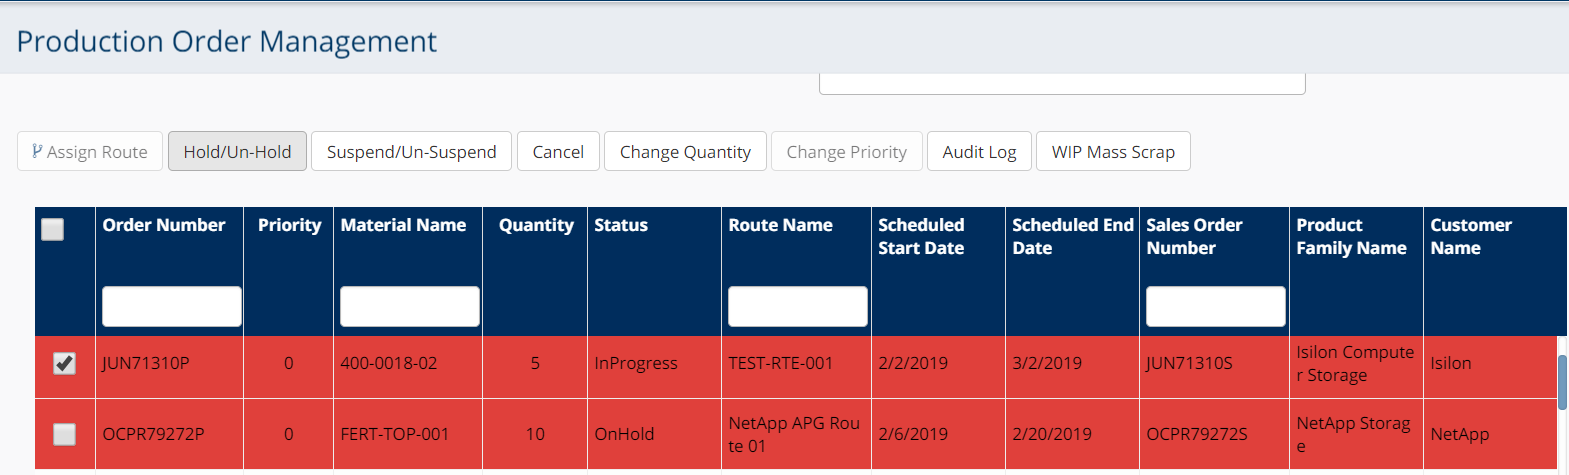 Production Order Management
Assign Route Hold/Un-Hold Suspend/Un-Suspend Cancel Change Quantity Change Priority Audit Log WIP Mass Scrap
Order Number Priority Material Name Quantity Status Route Name Scheduled Start Date Scheduled End Date Sales Order Number Product Family Name Customer Name
JUN71310P 0 400-0018-02 5 InProgress TEST-RTE-001 2/2/2019 3/2/2019 JUN71310S Isilon Compute
r Storage Isilon
OCPR79272P 0 FERT-TOP-001 10 OnHold NetApp APG Rou
te 01 2/6/2019 2/20/2019 OCPR79272S NetApp Storag
e NetApp